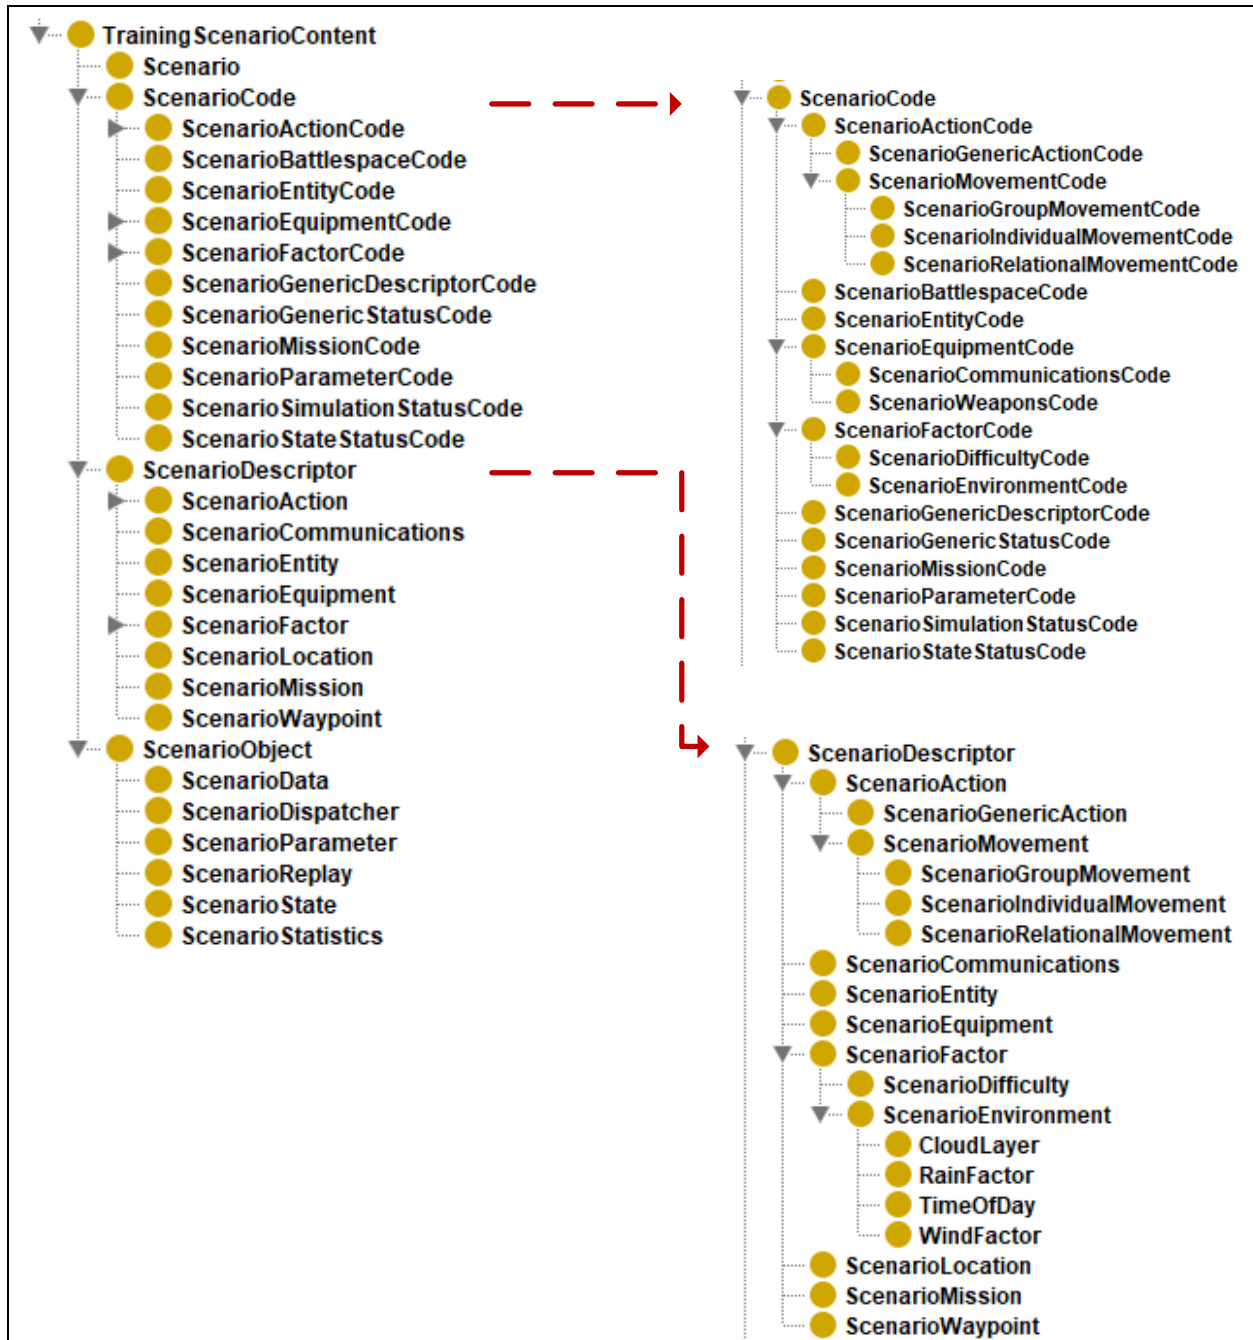 TrainingScenarioContent
Scenario
ScenarioCode
ScenarioActionCode
ScenarioBattlespaceCode
ScenarioEntityCode
ScenarioEquipmentCode
ScenarioFactorCode
ScenarioGenericDescriptorCode
ScenarioGenericStatusCode
ScenarioMissionCode
ScenarioParameterCode
ScenarioSimulationStatusCode
ScenarioStateStatusCode
ScenarioDescriptor
ScenarioAction
ScenarioCommunications
ScenarioEntity
ScenarioEquipment
ScenarioFactor
ScenarioLocation
ScenarioMission
ScenarioWaypoint
ScenarioObject
ScenarioData
ScenarioDispatcher
ScenarioParameter
ScenarioReplay
ScenarioState
ScenarioStatistics
ScenarioCode
ScenarioActionCode
ScenarioGenericActionCode
ScenarioMovementCode
ScenarioGroupMovementCode
ScenarioIndividualMovementCode
ScenarioRelationalMovementCode
ScenarioBattlespaceCode
ScenarioEntityCode
ScenarioEquipmentCode
ScenarioCommunicationsCode
ScenarioWeaponsCode
ScenarioFactorCode
ScenarioDifficultyCode
ScenarioEnvironmentCode
ScenarioGenericDescriptorCode
ScenarioGenericStatusCode
ScenarioMissionCode
ScenarioParameterCode
ScenarioSimulationStatusCode
ScenarioStateStatusCode
ScenarioDescriptor
ScenarioAction
ScenarioGenericAction
ScenarioMovement
ScenarioGroupMovement
ScenarioIndividualMovement
ScenarioRelationalMovement
ScenarioCommunications
ScenarioEntity
ScenarioEquipment
ScenarioFactor
ScenarioDifficulty
ScenarioEnvironment
CloudLayer
RainFactor
TimeOfDay
WindFactor
ScenarioLocation
ScenarioMission
ScenarioWaypoint